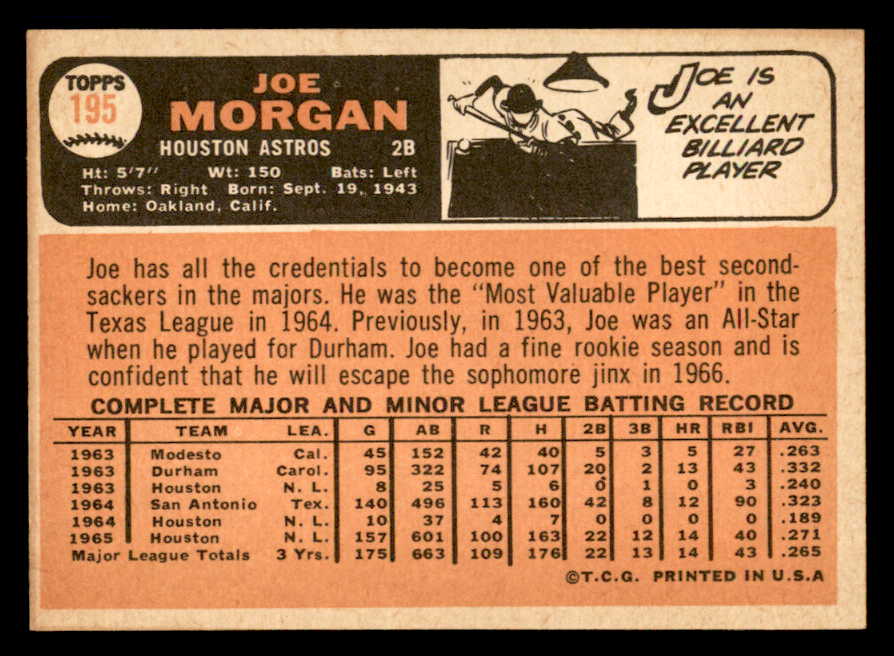 TOPPS
195
JOE
MORGAN
HOUSTON ASTROS 2B
Ht: 5'7" Wt: 150 Bats: Left
Throws: Right Born: Sept. 19, 1943
Home: Oakland, Calif.
JOE IS
AN
EXCELLENT
BILLIARD
PLAYER
Joe has all the credentials to become one of the best second-
sackers in the majors. He was the "Most Valuable Player" in the
Texas League in 1964. Previously, in 1963, Joe was an All-Star
when he played for Durham. Joe had a fine rookie season and is
confident that he will escape the sophomore jinx in 1966.
COMPLETE MAJOR AND MINOR LEAGUE BATTING RECORD
YEAR TEAM LEA. G AB R H 2B 3B HR RBI AVG.
1963 Modesto Cal. 45 152 42 40 5 3 5 27 .263
1963 Durham Carol. 95 322 74 107 20 2 13 43 .332
1963 Houston N. L. 8 25 5 6 0 1 0 3 .240
1964 San Antonio Tex. 140 496 113 160 42 8 12 90 .323
1964 Houston N. L. 10 37 4 7 0 0 0 0 .189
1965 Houston N. L. 157 601 100 163 22 12 14 40 .271
Major League Totals 3 Yrs. 175 663 109 176 22 13 14 43 .265
©T.C.G. PRINTED IN U.S.A